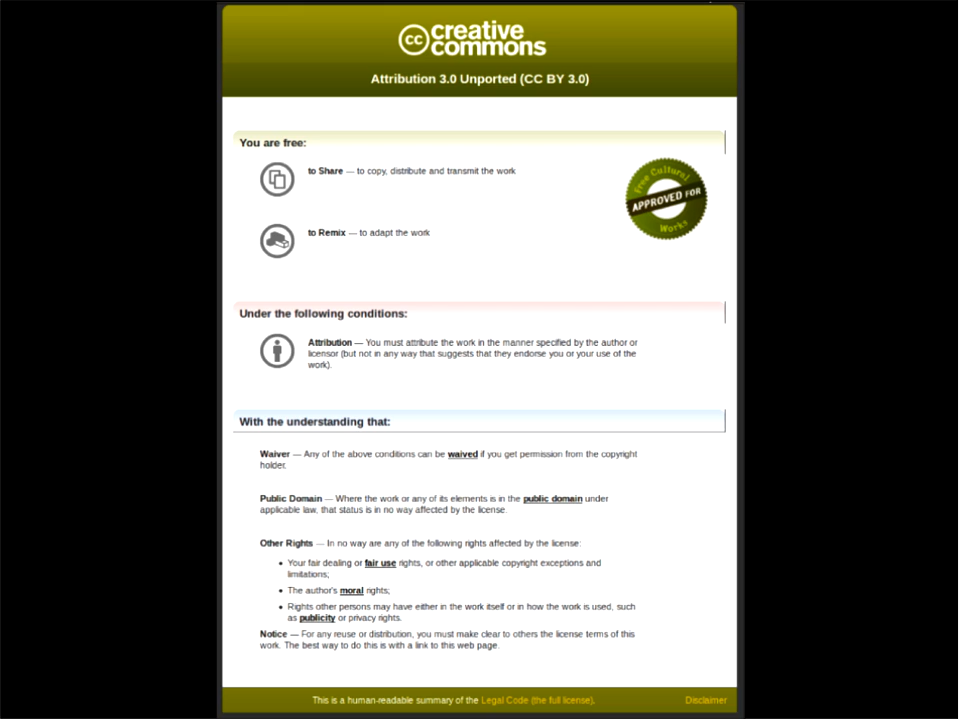 cc creative
commons
Attribution 3.0 Unported (CC BY 3.0)
You are free:
to Share — to copy, distribute and transmit the work
Free Cultural
APPROVED FOR
Works
to Remix — to adapt the work
Under the following conditions:
Attribution — You must attribute the work in the manner specified by the author or
licensor (but not in any way that suggests that they endorse you or your use of the
work).
With the understanding that:
Waiver — Any of the above conditions can be waived if you get permission from the copyright
holder.
Public Domain — Where the work or any of its elements is in the public domain under
applicable law, that status is in no way affected by the license.
Other Rights — In no way are any of the following rights affected by the license:
• Your fair dealing or fair use rights, or other applicable copyright exceptions and
limitations;
• The author's moral rights;
• Rights other persons may have either in the work itself or in how the work is used, such
as publicity or privacy rights.
Notice — For any reuse or distribution, you must make clear to others the license terms of this
work. The best way to do this is with a link to this web page.
This is a human-readable summary of the Legal Code (the full license).
Disclaimer